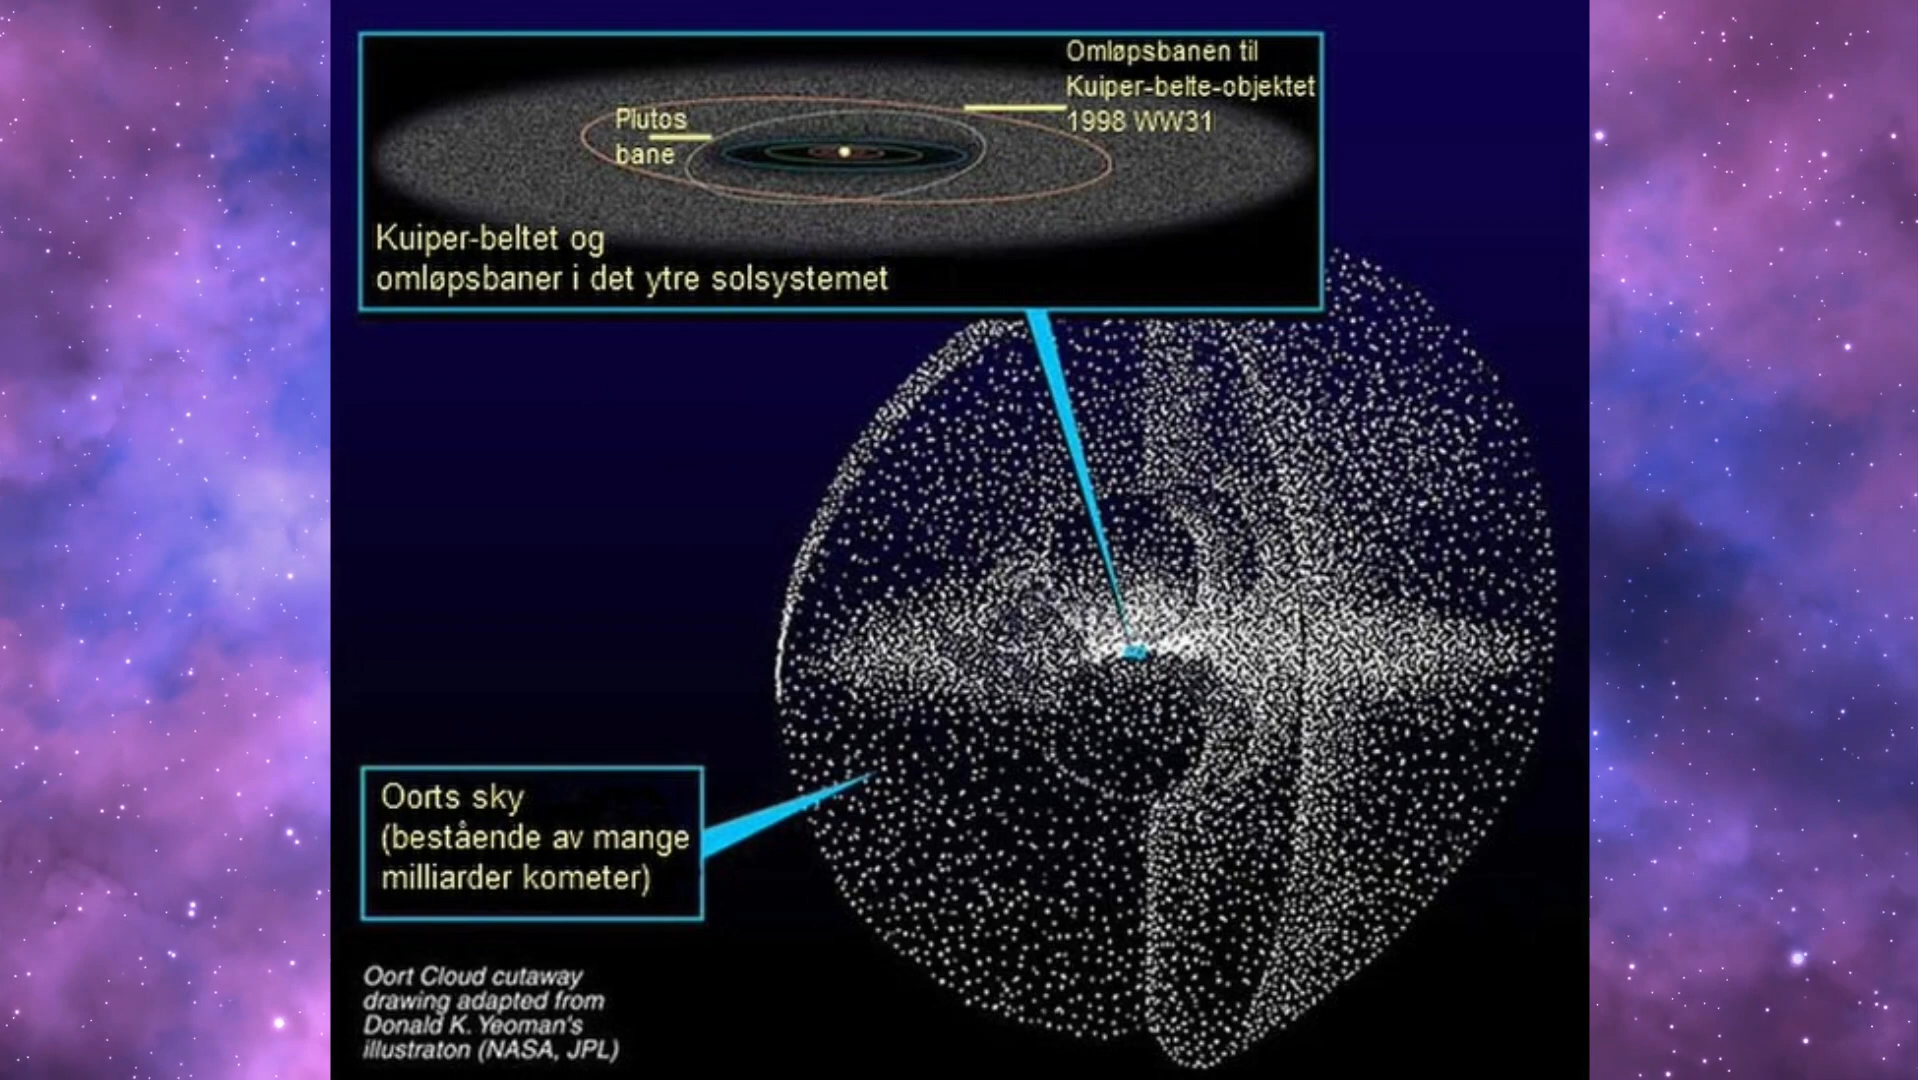 Omløpsbanen til
Kuiper-belte-objektet
1998 WW31
Plutos
bane
Kuiper-beltet og
omløpsbaner i det ytre solsystemet
Oorts sky
(bestående av mange
milliarder kometer)
Oort Cloud cutaway
drawing adapted from
Donald K. Yeoman's
illustraton (NASA, JPL)